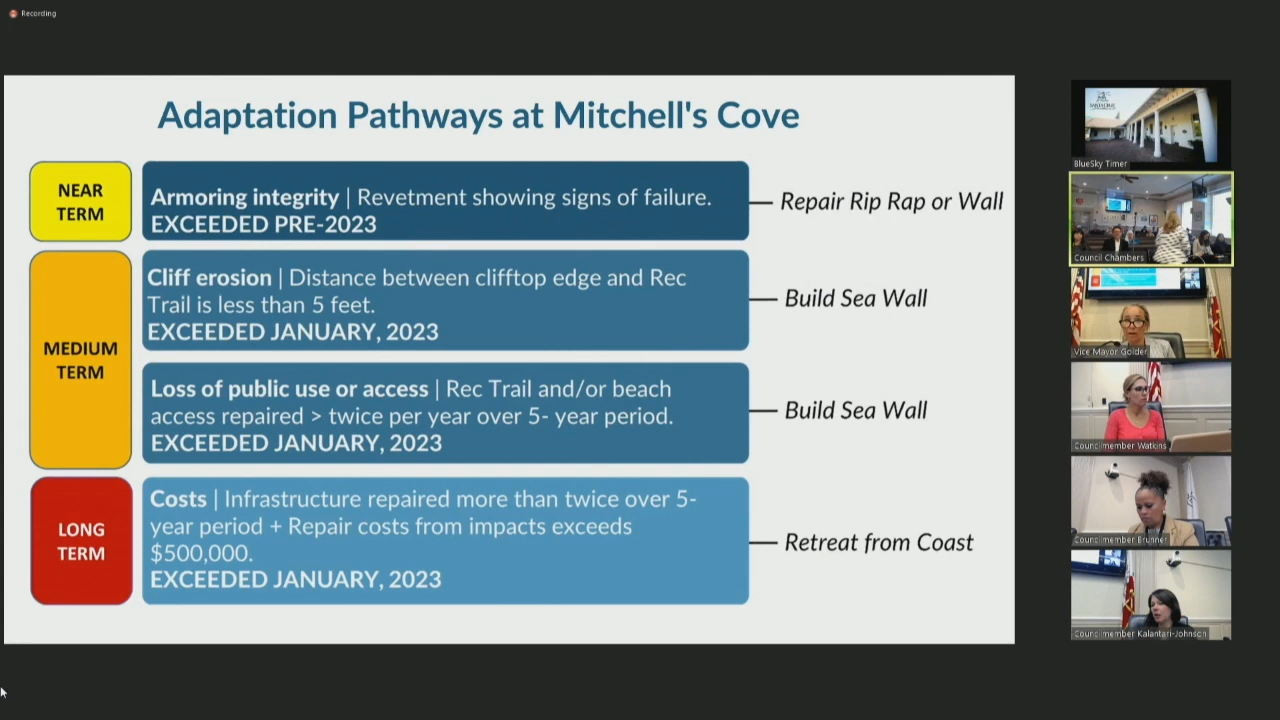 Recording
Adaptation Pathways at Mitchell's Cove
NEAR
TERM
Armoring integrity | Revetment showing signs of failure.
EXCEEDED PRE-2023
Repair Rip Rap or Wall
MEDIUM
TERM
Cliff erosion | Distance between clifftop edge and Rec
Trail is less than 5 feet.
EXCEEDED JANUARY, 2023
Build Sea Wall
Loss of public use or access | Rec Trail and/or beach
access repaired > twice per year over 5- year period.
EXCEEDED JANUARY, 2023
Build Sea Wall
LONG
TERM
Costs | Infrastructure repaired more than twice over 5-
year period + Repair costs from impacts exceeds
$500,000.
EXCEEDED JANUARY, 2023
Retreat from Coast
BlueSky Timer
Council Chambers
Vice Mayor Golder
Councilmember Watkins
Councilmember Brunner
Councilmember Kalantari-Johnson